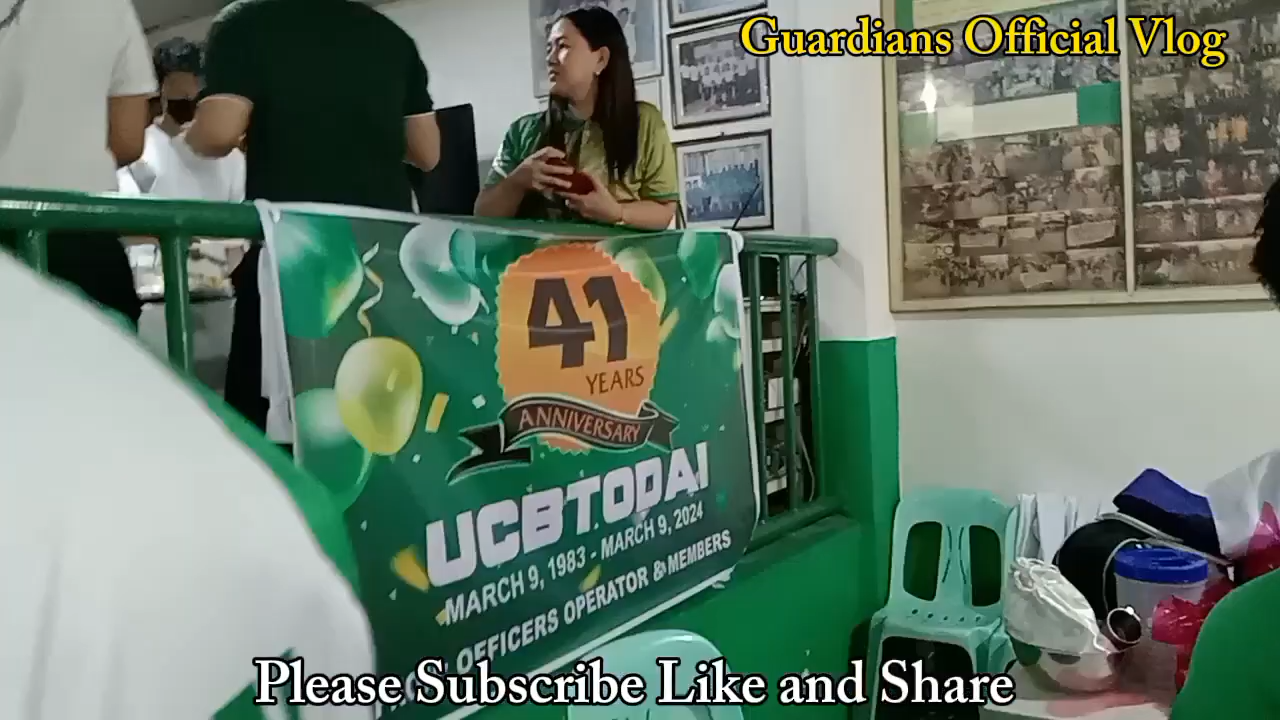 Guardians Official Vlog
41
YEARS
ANNIVERSARY
UCBTODAI
MARCH 9, 1983 - MARCH 9, 2024
OFFICERS OPERATOR & MEMBERS
Please Subscribe Like and Share